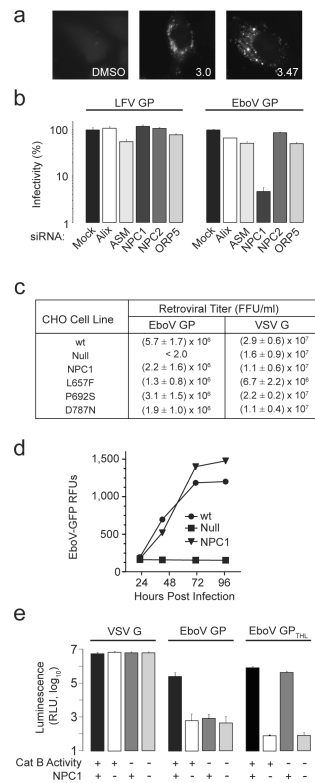 a
DMSO
3.0
3.47
b
LFV GP
EboV GP
Infectivity (%)
100
10
1
siRNA:
Mock
Alix
ASM
NPC1
NPC2
ORP5
Mock
Alix
ASM
NPC1
NPC2
ORP5
c
CHO Cell Line
Retroviral Titer (FFU/ml)
EboV GP
VSV G
wt (5.7 ± 1.7) x 10⁶ (2.9 ± 0.6) x 10⁷
Null < 2.0 (1.6 ± 0.9) x 10⁷
NPC1 (2.2 ± 1.6) x 10⁶ (1.1 ± 0.6) x 10⁷
L657F (1.3 ± 0.8) x 10⁶ (6.7 ± 2.2) x 10⁶
P692S (3.1 ± 1.5) x 10⁶ (2.2 ± 0.2) x 10⁷
D787N (1.9 ± 1.0) x 10⁶ (1.1 ± 0.4) x 10⁷
d
EboV-GFP RFUs
1,500
1,000
500
0
24 48 72 96
Hours Post Infection
wt
Null
NPC1
e
VSV G
EboV GP
EboV GPTHL
Luminescence
(RLU, log10)
7
5
3
1
7
5
3
1
Cat B Activity + + - - + + - - + + - -
NPC1 + - + - + - + - + - + -